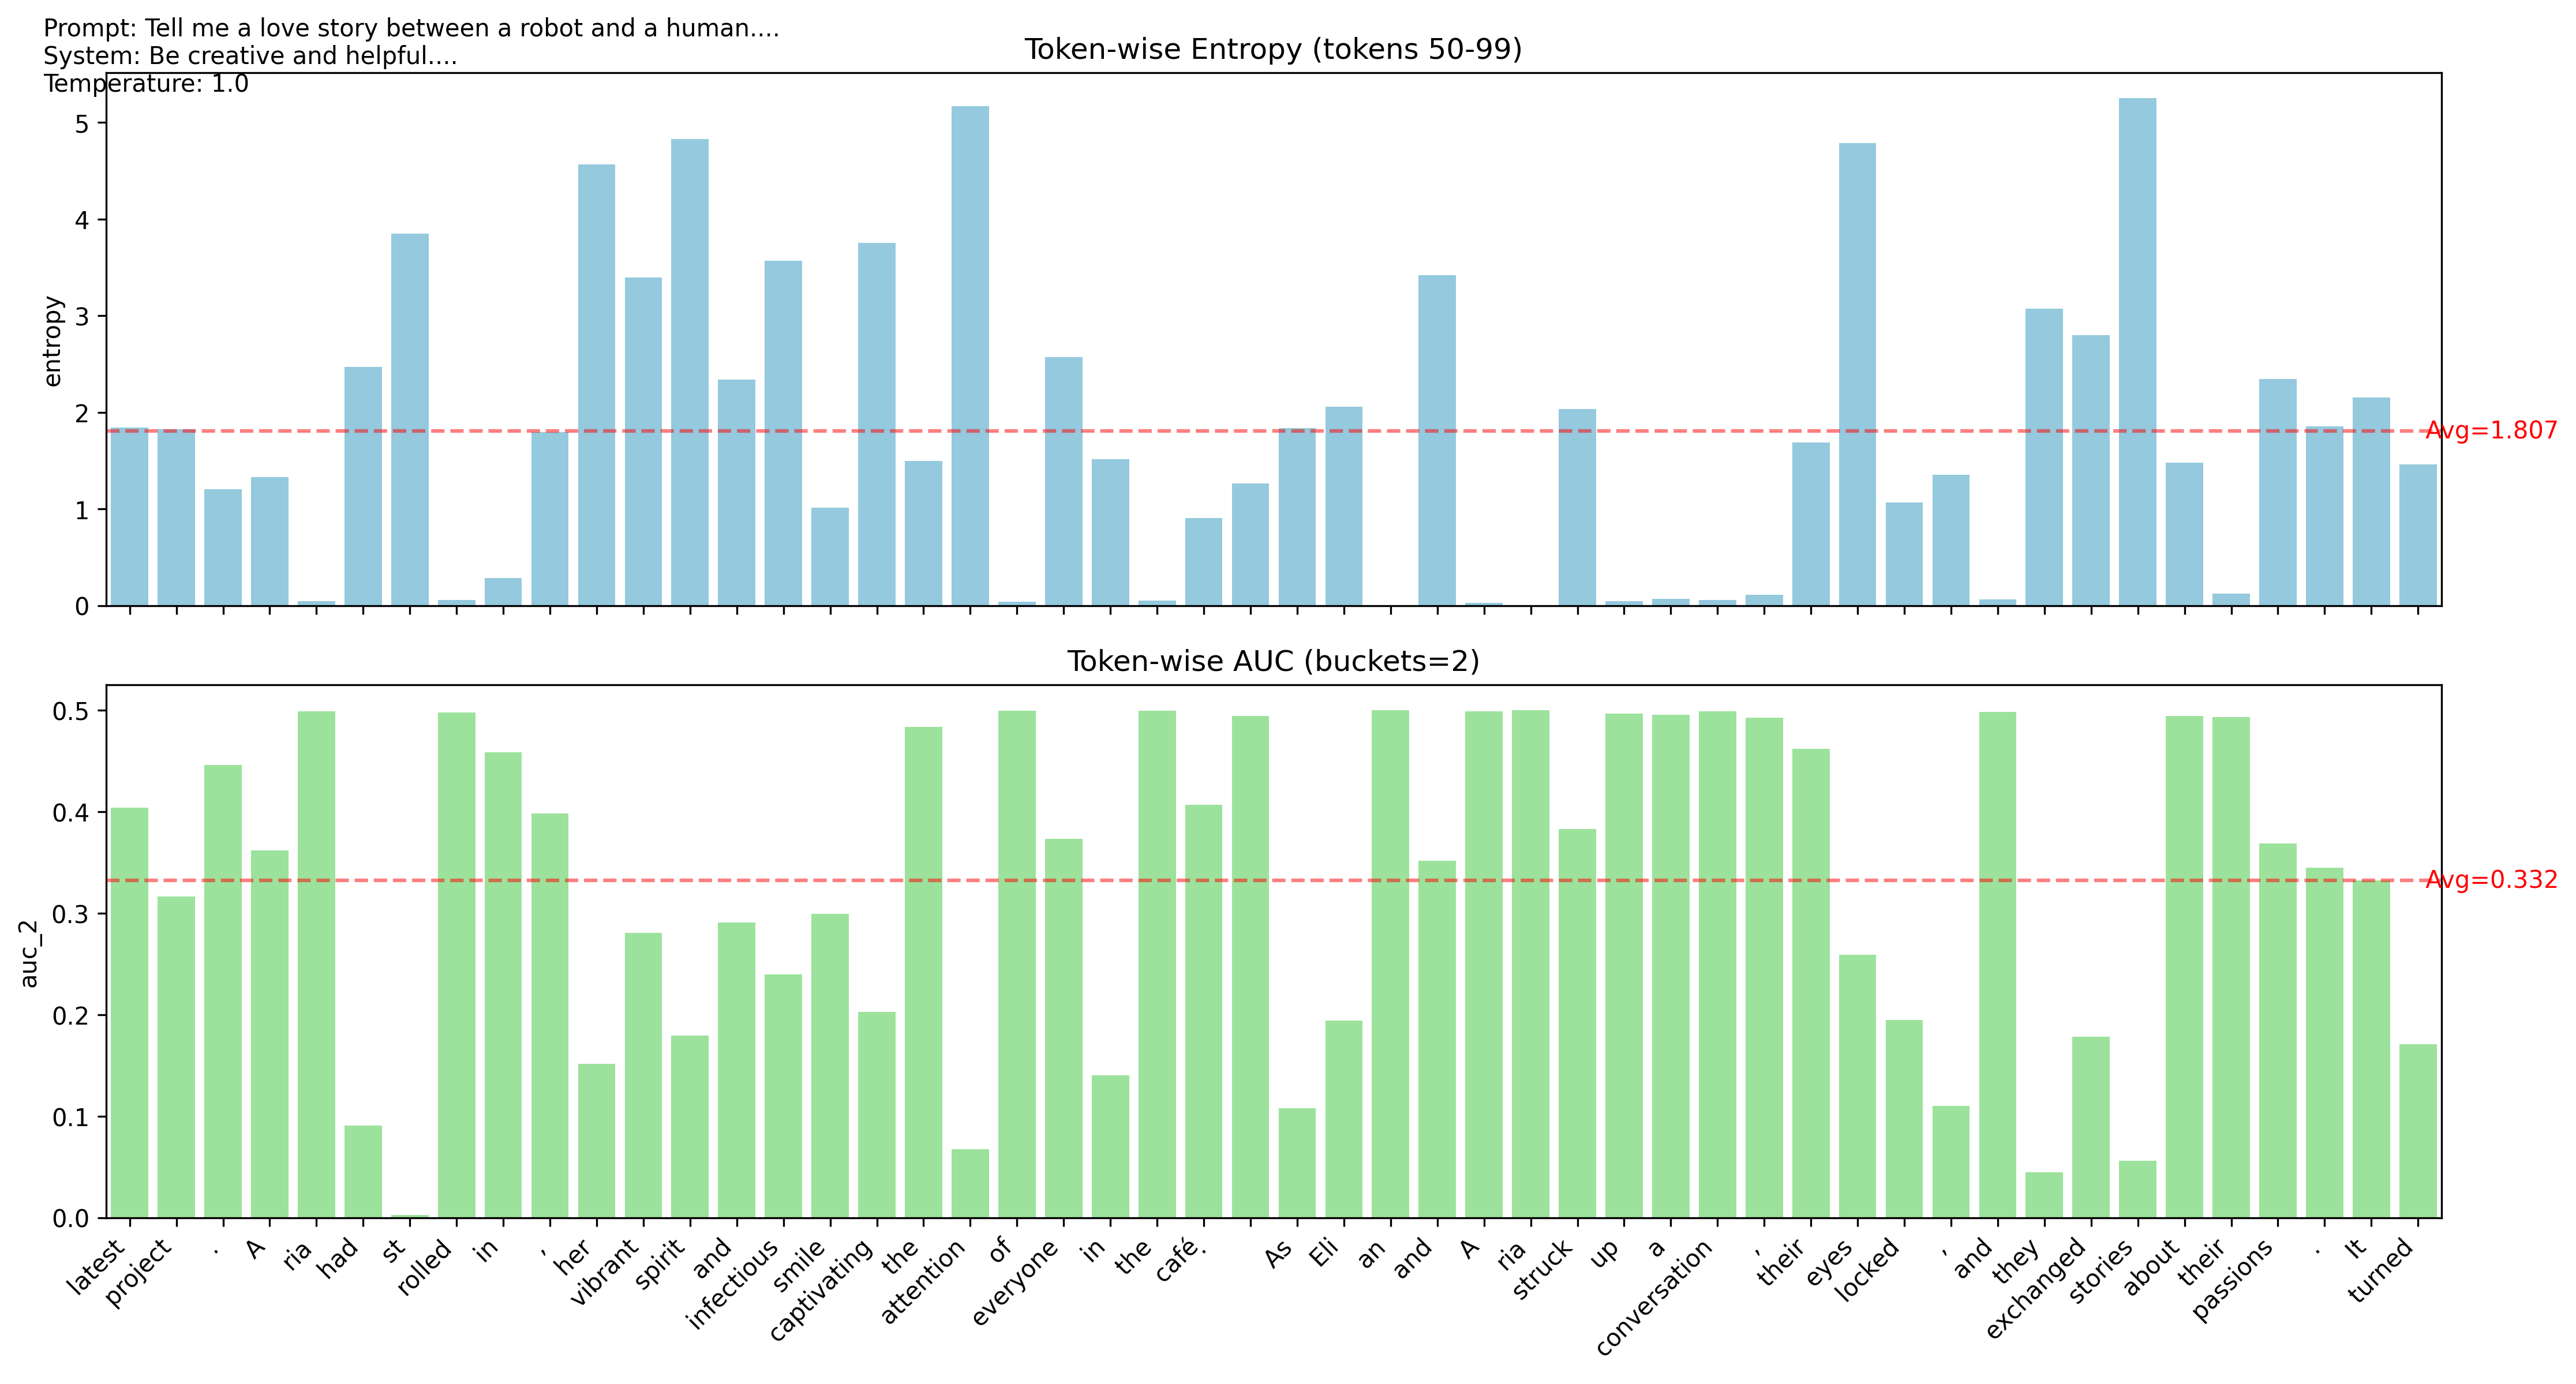 Prompt: Tell me a love story between a robot and a human....
System: Be creative and helpful....
Temperature: 1.0
Token-wise Entropy (tokens 50-99)
entropy
5
4
3
2
1
0
Avg=1.807
Token-wise AUC (buckets=2)
auc_2
0.5
0.4
0.3
0.2
0.1
0.0
Avg=0.332
latest
project
.
A
ria
had
st
rolled
in
,
her
vibrant
spirit
and
infectious
smile
captivating
the
attention
of
everyone
in
the
café.
As
Eli
an
and
A
ria
struck
up
a
conversation
,
their
eyes
locked
,
and
they
exchanged
stories
about
their
passions
.
It
turned